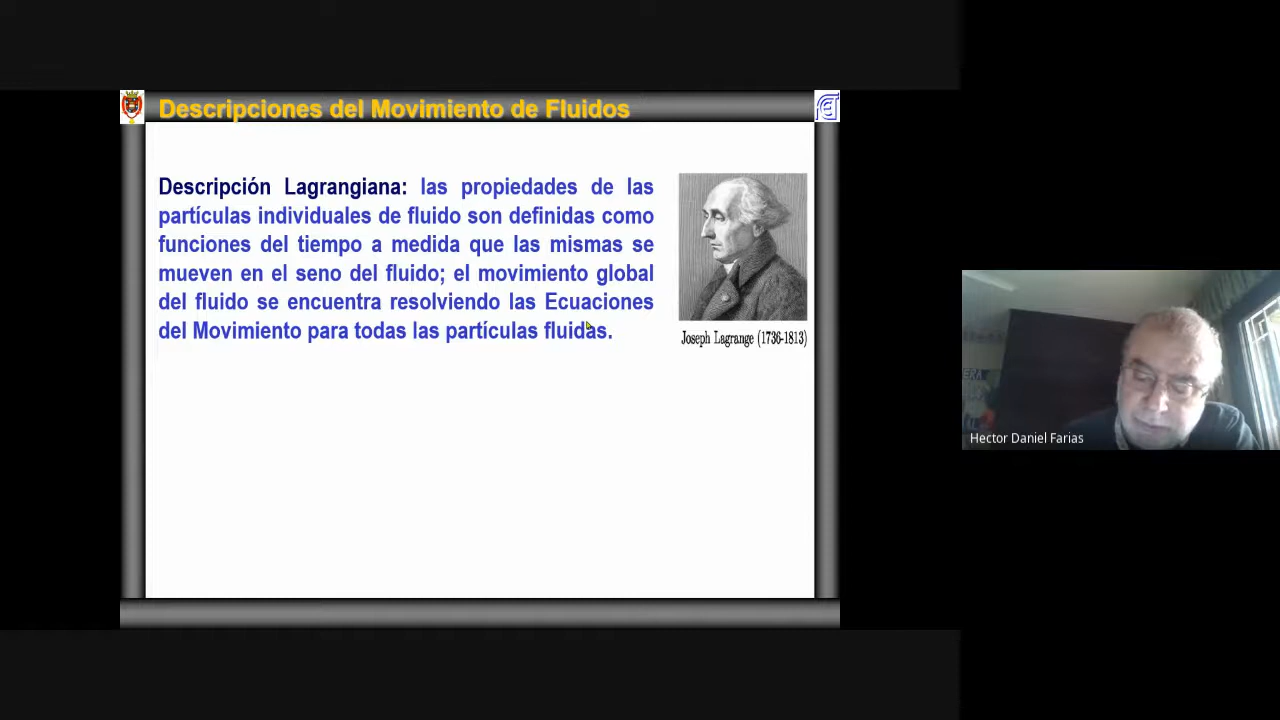 Descripciones del Movimiento de Fluidos
Descripción Lagrangiana: las propiedades de las
partículas individuales de fluido son definidas como
funciones del tiempo a medida que las mismas se
mueven en el seno del fluido; el movimiento global
del fluido se encuentra resolviendo las Ecuaciones
del Movimiento para todas las partículas fluidas.
Joseph Lagrange (1736-1813)
Hector Daniel Farias